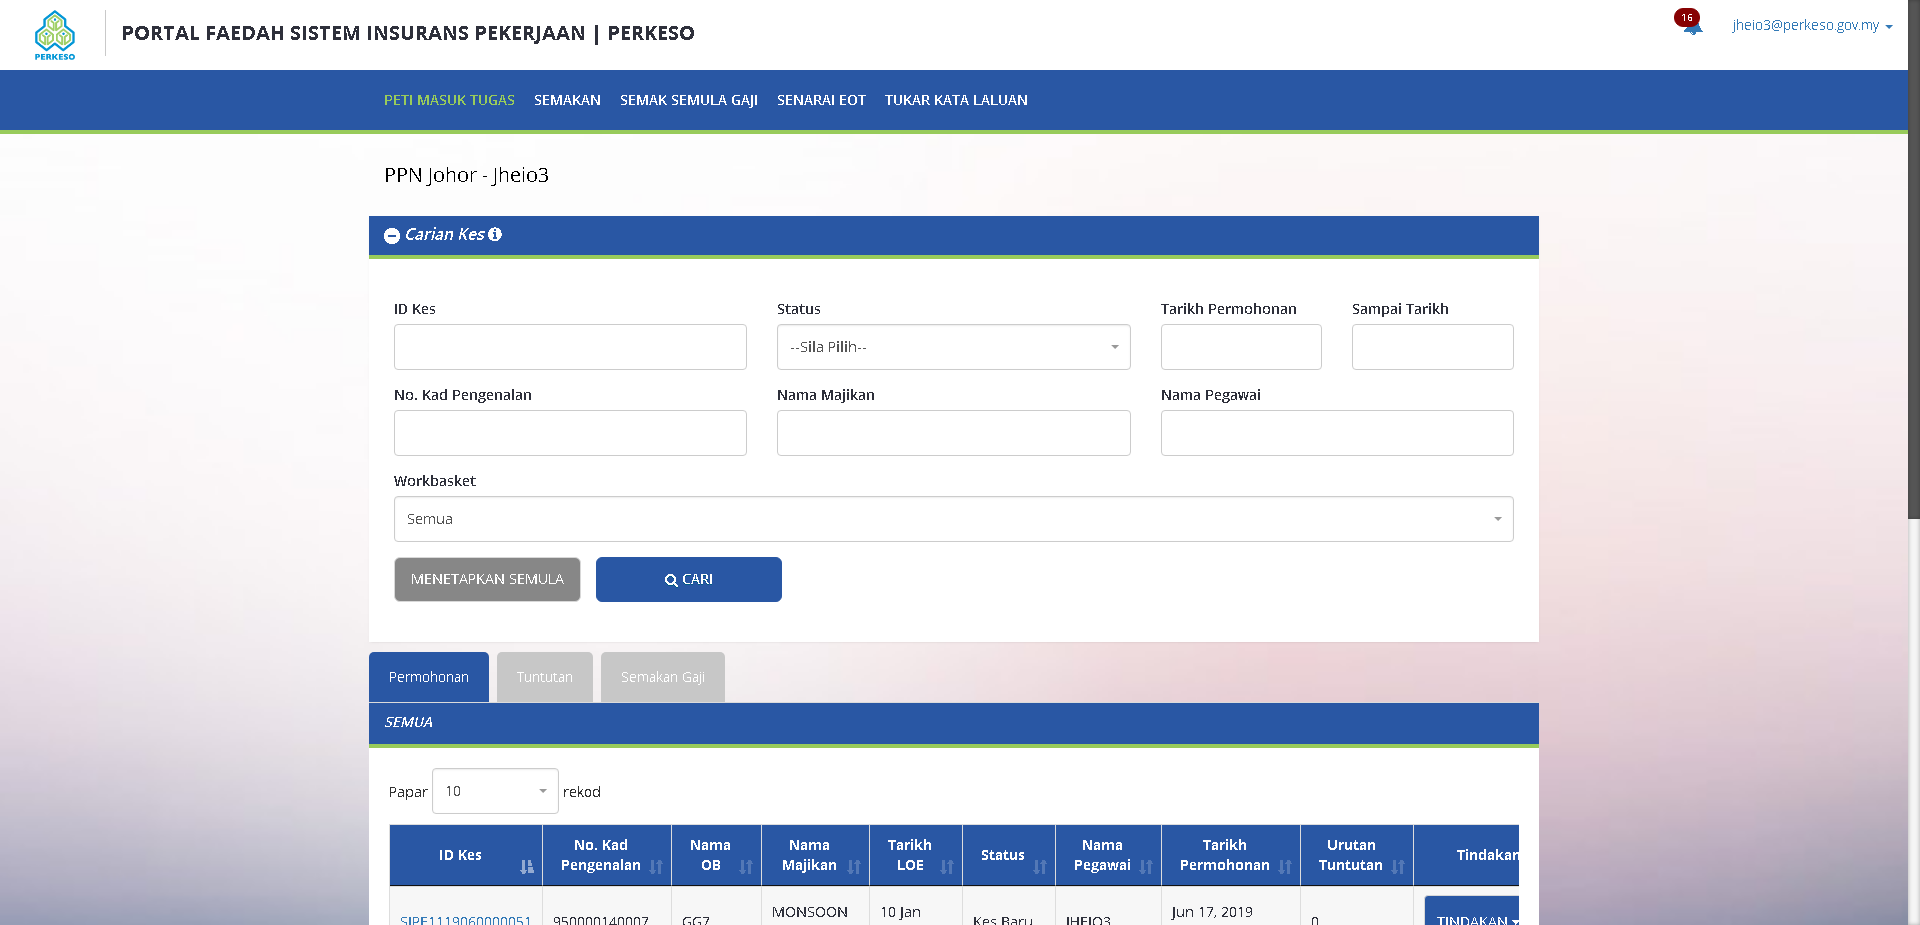 PERKESO
PORTAL FAEDAH SISTEM INSURANS PEKERJAAN | PERKESO
16
jheio3@perkeso.gov.my
PETI MASUK TUGAS SEMAKAN SEMAK SEMULA GAJI SENARAI EOT TUKAR KATA LALUAN
PPN Johor - Jheio3
Carian Kes
ID Kes Status Tarikh Permohonan Sampai Tarikh
--Sila Pilih--
No. Kad Pengenalan Nama Majikan Nama Pegawai
Workbasket
Semua
MENETAPKAN SEMULA CARI
Permohonan Tuntutan Semakan Gaji
SEMUA
Papar 10 rekod
ID Kes No. Kad Pengenalan Nama OB Nama Majikan Tarikh LOE Status Nama Pegawai Tarikh Permohonan Urutan Tuntutan Tindakan
SIPE1119060000051 950000140007 GG7 MONSOON 10 Jan Kes Baru JHEIO3 Jun 17, 2019 0 TINDAKAN